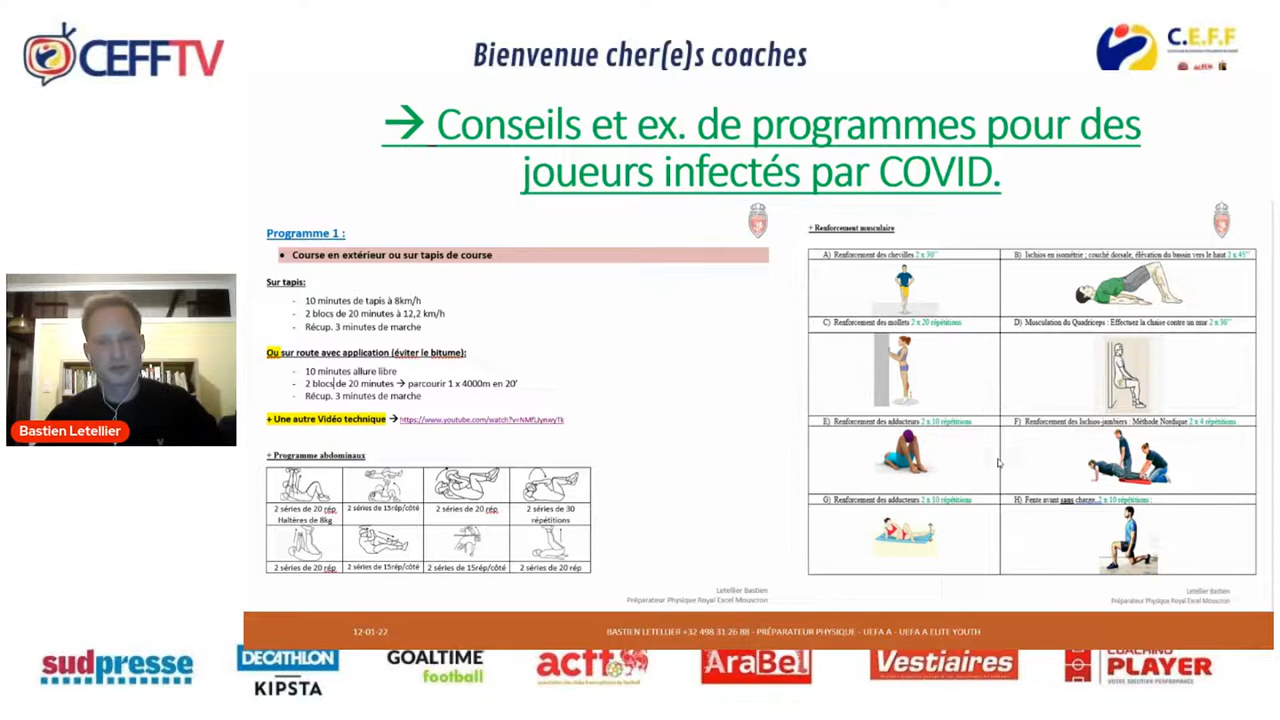 CEFFTV
Bienvenue cher(e)s coaches
C.E.F.F
→ Conseils et ex. de programmes pour des
joueurs infectés par COVID.
Programme 1 :
• Course en extérieur ou sur tapis de course
Sur tapis:
- 10 minutes de tapis à 8km/h
- 2 blocs de 20 minutes à 12,2 km/h
- Récup. 3 minutes de marche
Ou sur route avec application (éviter le bitume):
- 10 minutes allure libre
- 2 blocs de 20 minutes → parcourir 1 x 4000m en 20'
- Récup. 3 minutes de marche
+ Une autre Vidéo technique → https://www.youtube.com/watch?v=
+ Programme abdominaux
2 séries de 20 rép
Haltères de 8kg
2 séries de 15rép/côté
2 séries de 20 rép
2 séries de 30
répétitions
2 séries de 20 rép
2 séries de 15rép/côté
2 séries de 15rép/côté
2 séries de 20 rép
Letellier Bastien
Préparateur Physique Royal Excel Mouscron
+ Renforcement musculaire
A) Renforcement des chevilles 2 x 30''
B) Ischios en isométrie ; couché dorsale, élévation du bassin vers le haut 2 x 45''
C) Renforcement des mollets 2 x 20 répétitions
D) Musculation du Quadriceps : Effectuez la chaise contre un mur 2 x 30''
E) Renforcement des adducteurs 2 x 10 répétitions
F) Renforcement des Ischios-jambiers : Méthode Nordique 2 x 4 répétitions
G) Renforcement des adducteurs 2 x 10 répétitions
H) Fente avant sans charge. 2 x 10 répétitions :
Letellier Bastien
Préparateur Physique Royal Excel Mouscron
Bastien Letellier
12-01-22
BASTIEN LETELLIER +32 498 31 26 88 - PRÉPARATEUR PHYSIQUE - UEFA A - UEFA A ELITE YOUTH
sudpresse
DECATHLON
KIPSTA
GOALTIME
football
actt
AraBel
Vestiaires
COACHING
PLAYER
VOTRE SOLUTION PERFORMANCE